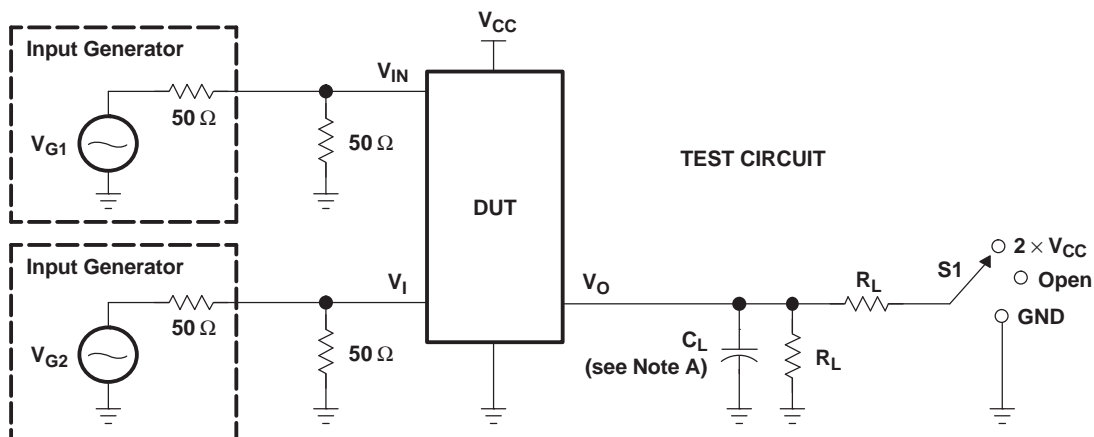 Input Generator
50 Ω
VG1
VIN
50 Ω
VCC
DUT
TEST CIRCUIT
Input Generator
50 Ω
VG2
VI
50 Ω
VO
CL
(see Note A)
RL
RL
S1
2 × VCC
Open
GND